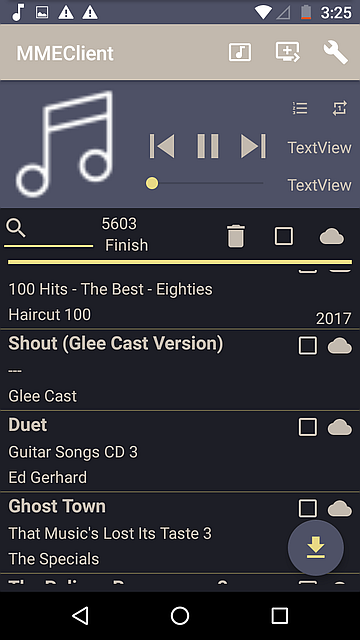 3:25
MMEClient
TextView
TextView
5603
Finish
100 Hits - The Best - Eighties
Haircut 100
2017
Shout (Glee Cast Version)
---
Glee Cast
Duet
Guitar Songs CD 3
Ed Gerhard
Ghost Town
That Music's Lost Its Taste 3
The Specials